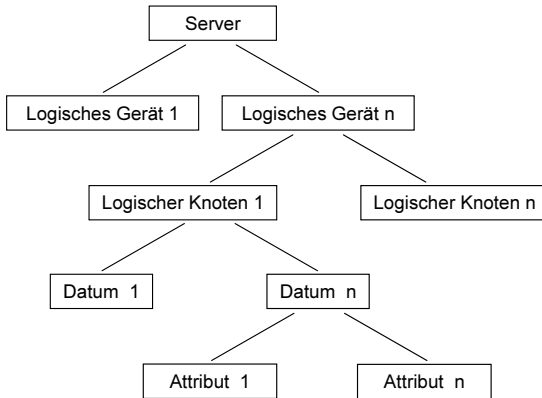 Server
Logisches Gerät 1
Logisches Gerät n
Logischer Knoten 1
Logischer Knoten n
Datum 1
Datum n
Attribut 1
Attribut n